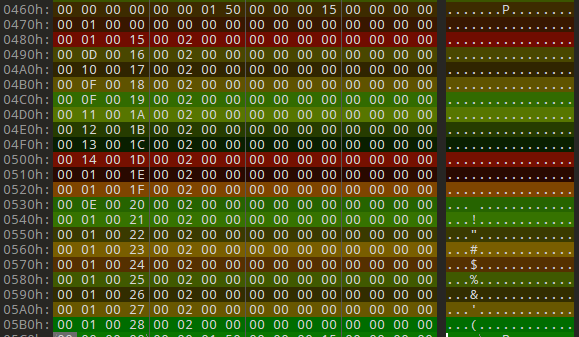 0460h: 00 00 00 00 00 00 01 50 00 00 00 15 00 00 00 00 .......P........
0470h: 00 01 00 00 00 00 00 00 00 00 00 00 00 00 00 00 ................
0480h: 00 01 00 15 00 02 00 00 00 00 00 00 00 00 00 00 ................
0490h: 00 0D 00 16 00 02 00 00 00 00 00 00 00 00 00 00 ................
04A0h: 00 10 00 17 00 02 00 00 00 00 00 00 00 00 00 00 ................
04B0h: 00 0F 00 18 00 02 00 00 00 00 00 00 00 00 00 00 ................
04C0h: 00 0F 00 19 00 02 00 00 00 00 00 00 00 00 00 00 ................
04D0h: 00 11 00 1A 00 02 00 00 00 00 00 00 00 00 00 00 ................
04E0h: 00 12 00 1B 00 02 00 00 00 00 00 00 00 00 00 00 ................
04F0h: 00 13 00 1C 00 02 00 00 00 00 00 00 00 00 00 00 ................
0500h: 00 14 00 1D 00 02 00 00 00 00 00 00 00 00 00 00 ................
0510h: 00 01 00 1E 00 02 00 00 00 00 00 00 00 00 00 00 ................
0520h: 00 01 00 1F 00 02 00 00 00 00 00 00 00 00 00 00 ................
0530h: 00 0E 00 20 00 02 00 00 00 00 00 00 00 00 00 00 ... ............
0540h: 00 01 00 21 00 02 00 00 00 00 00 00 00 00 00 00 ...!............
0550h: 00 01 00 22 00 02 00 00 00 00 00 00 00 00 00 00 ..."............
0560h: 00 01 00 23 00 02 00 00 00 00 00 00 00 00 00 00 ...#............
0570h: 00 01 00 24 00 02 00 00 00 00 00 00 00 00 00 00 ...$............
0580h: 00 01 00 25 00 02 00 00 00 00 00 00 00 00 00 00 ...%............
0590h: 00 01 00 26 00 02 00 00 00 00 00 00 00 00 00 00 ...&............
05A0h: 00 01 00 27 00 02 00 00 00 00 00 00 00 00 00 00 ...'............
05B0h: 00 01 00 28 00 02 00 00 00 00 00 00 00 00 00 00 ...(............